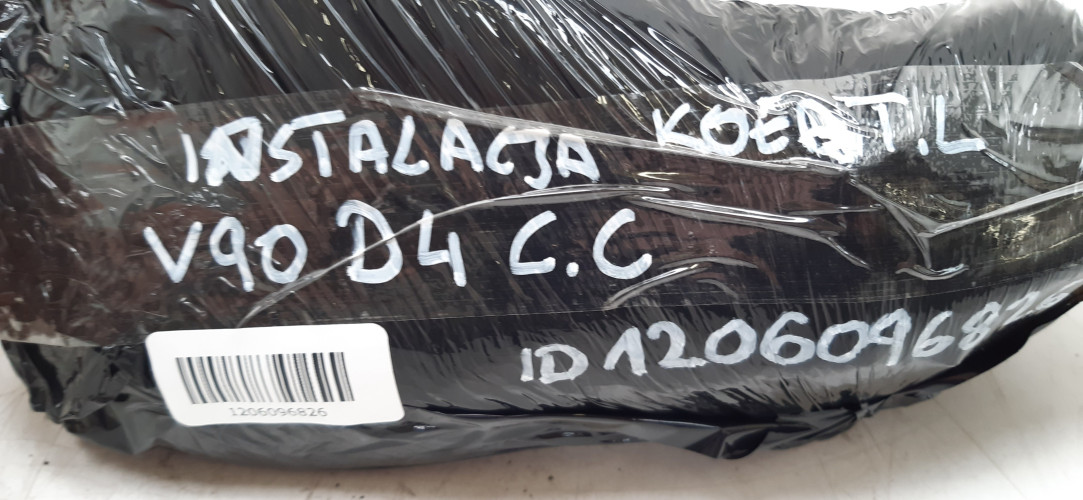 INSTALACJA T.L
V90 D4 C.C
ID 1206096826
1206096826